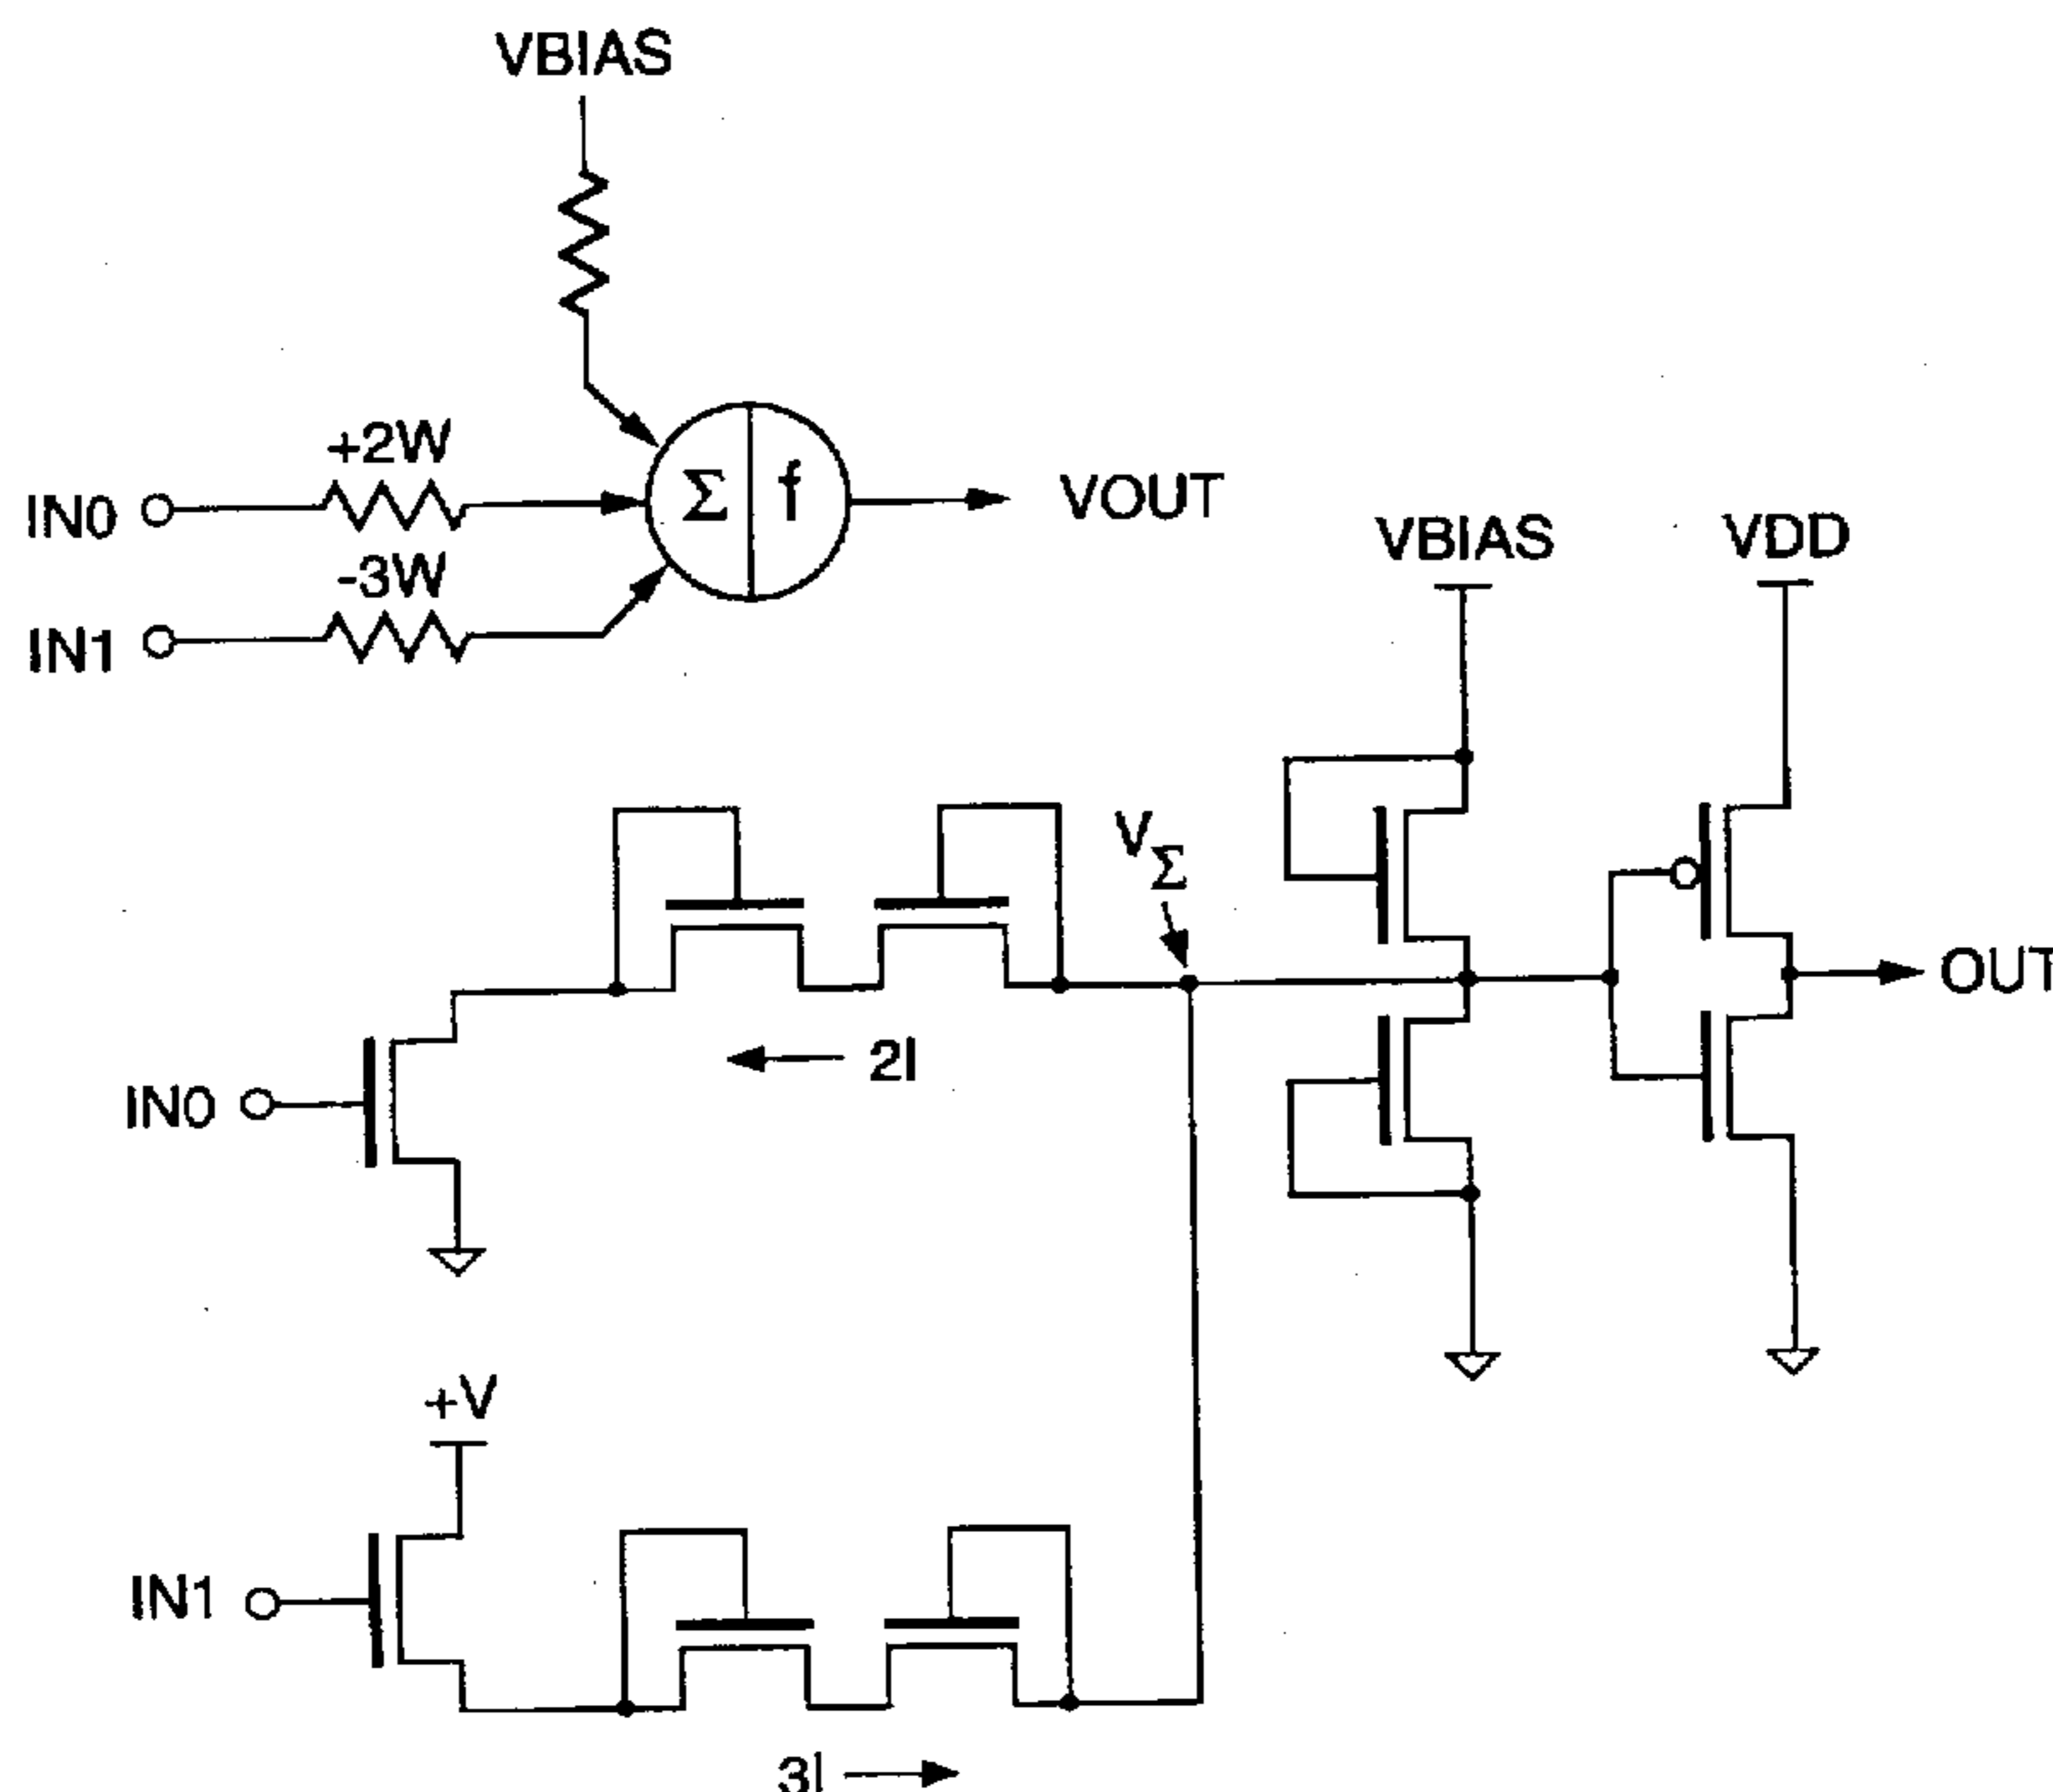 VBIAS
+2W
IN0
Σ f
VOUT
-3W
IN1
VBIAS
VDD
VΣ
OUT
2I
IN0
+V
IN1
3I